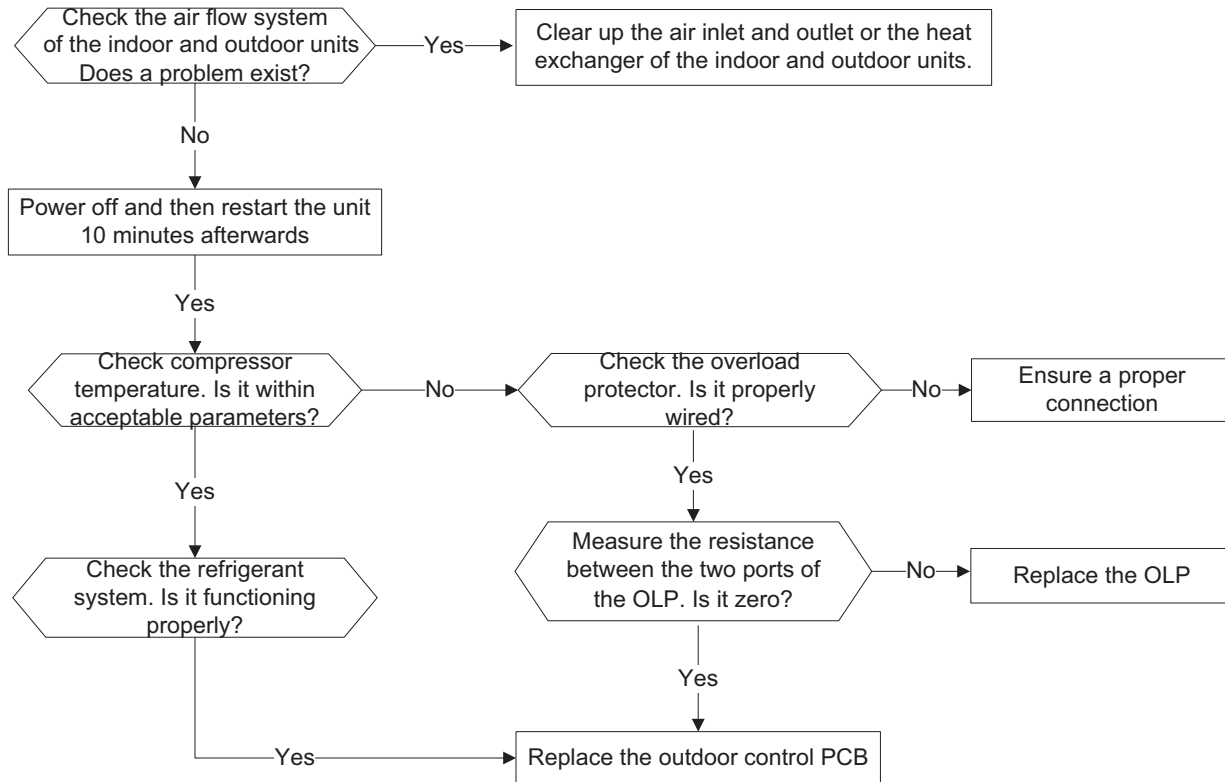 Check the air flow system
of the indoor and outdoor units
Does a problem exist?
Yes
Clear up the air inlet and outlet or the heat
exchanger of the indoor and outdoor units.
No
Power off and then restart the unit
10 minutes afterwards
Yes
Check compressor
temperature. Is it within
acceptable parameters?
No
Check the overload
protector. Is it properly
wired?
No
Ensure a proper
connection
Yes
Yes
Check the refrigerant
system. Is it functioning
properly?
Measure the resistance
between the two ports of
the OLP. Is it zero?
No
Replace the OLP
Yes
Yes
Replace the outdoor control PCB